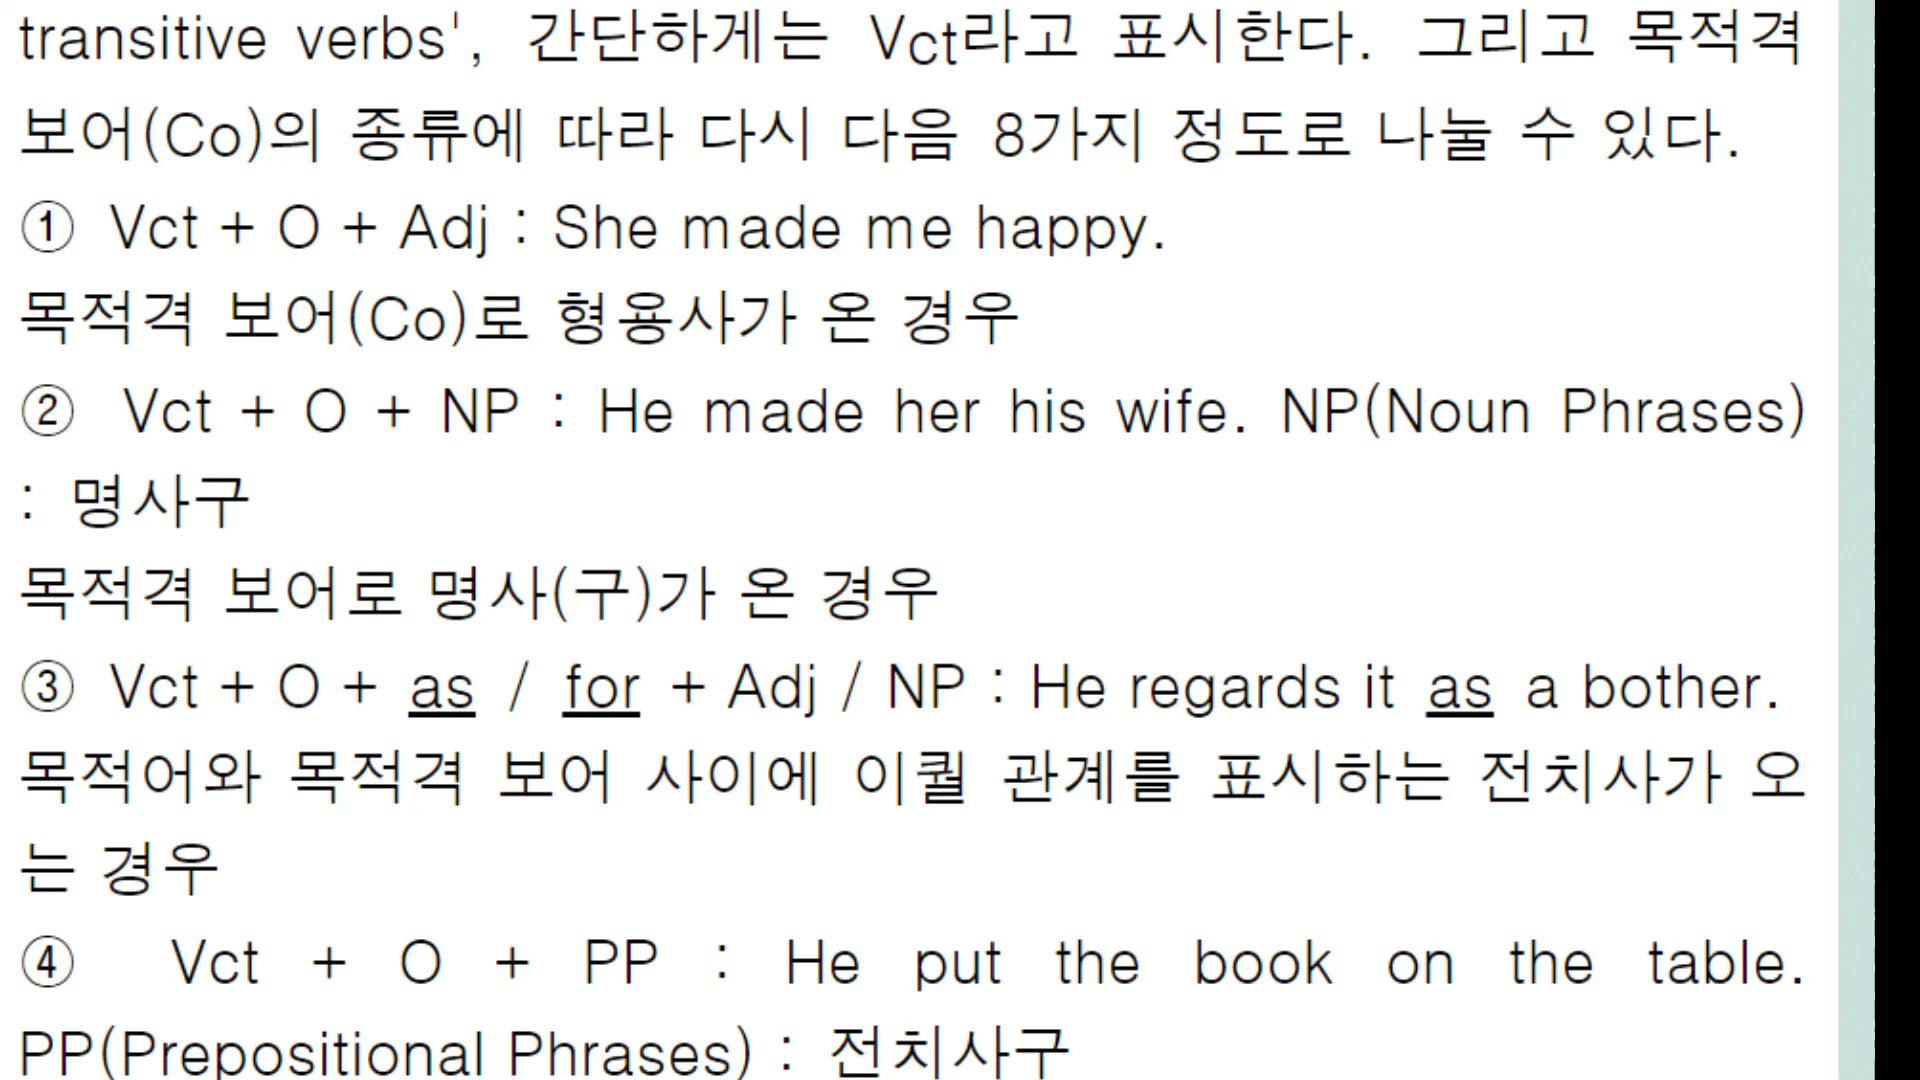 transitive verbs', 간단하게는 Vct라고 표시한다. 그리고 목적격
보어(Co)의 종류에 따라 다시 다음 8가지 정도로 나눌 수 있다.
① Vct + O + Adj : She made me happy.
목적격 보어(Co)로 형용사가 온 경우
② Vct + O + NP : He made her his wife. NP(Noun Phrases)
: 명사구
목적격 보어로 명사(구)가 온 경우
③ Vct + O + as / for + Adj / NP : He regards it as a bother.
목적어와 목적격 보어 사이에 이퀄 관계를 표시하는 전치사가 오
는 경우
④ Vct + O + PP : He put the book on the table.
PP(Prepositional Phrases) : 전치사구